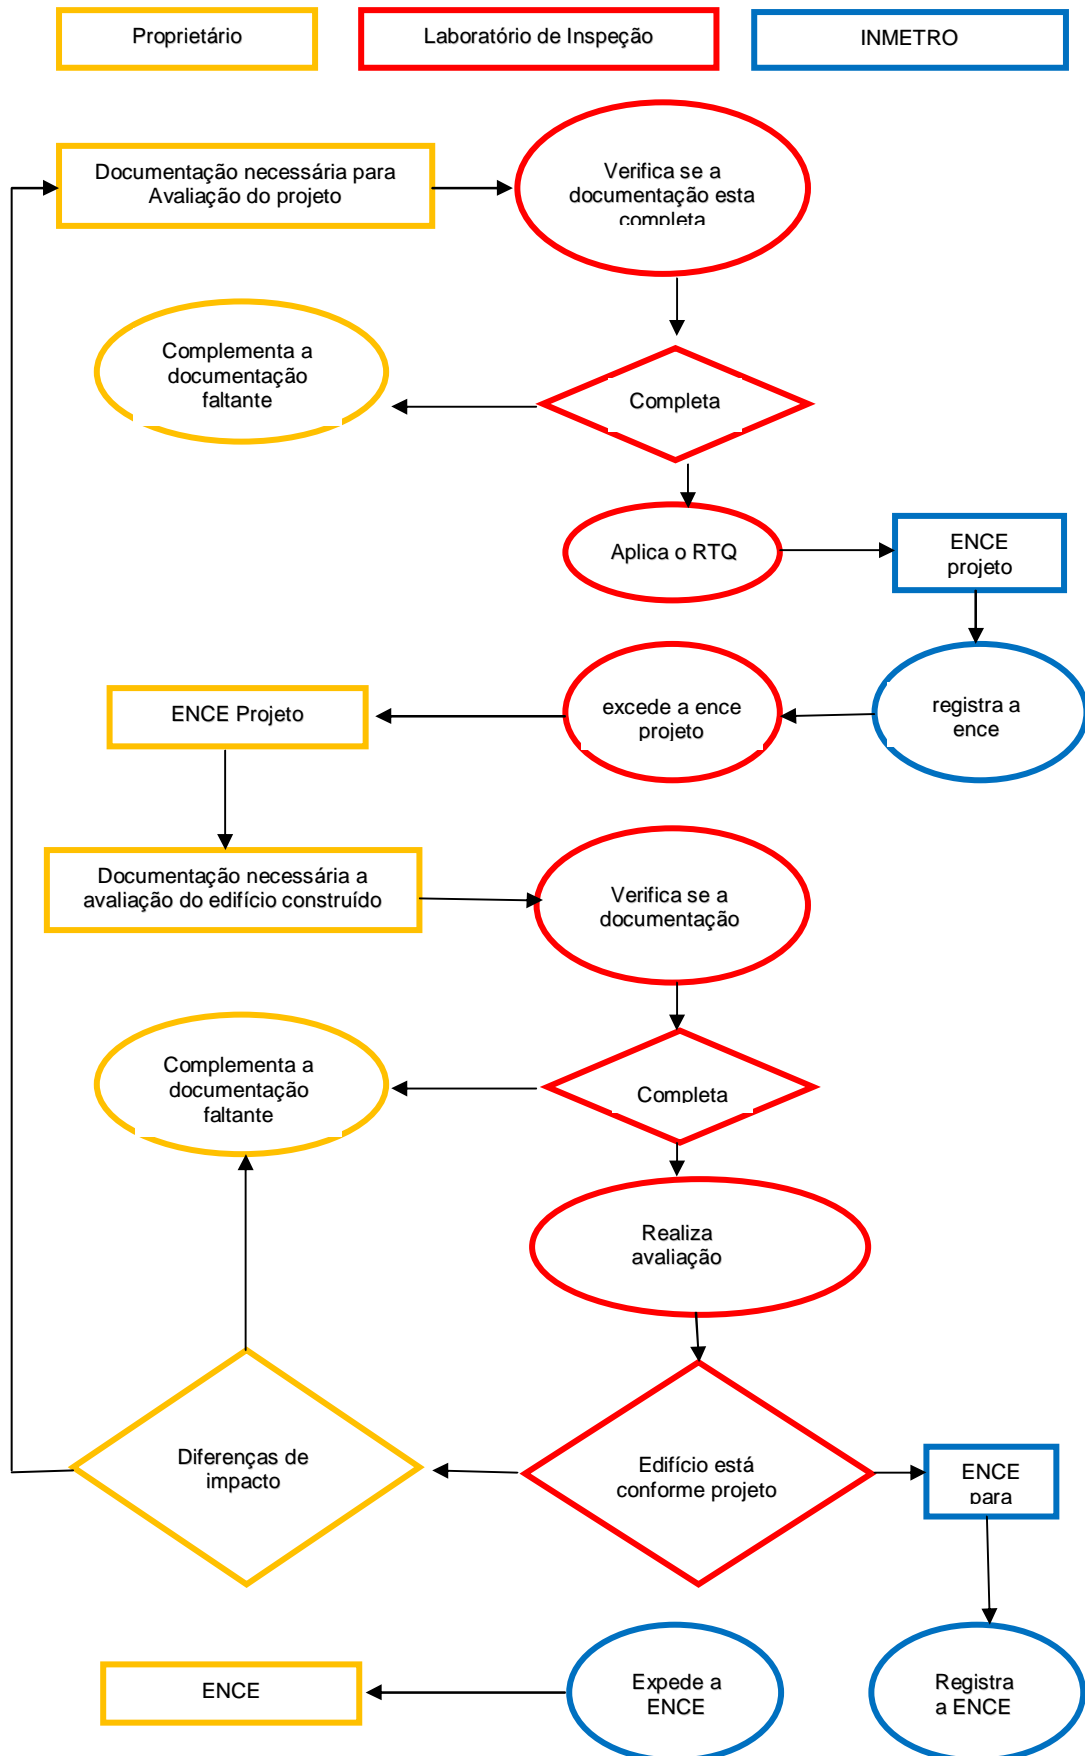 Proprietário
Laboratório de Inspeção
INMETRO
Documentação necessária para
Avaliação do projeto
Verifica se a
documentação esta
completa
Complementa a
documentação
faltante
Completa
Aplica o RTQ
ENCE
projeto
ENCE Projeto
excede a ence
projeto
registra a
ence
Documentação necessária a
avaliação do edifício construído
Verifica se a
documentação
Complementa a
documentação
faltante
Completa
Realiza
avaliação
Diferenças de
impacto
Edifício está
conforme projeto
ENCE
para
ENCE
Expede a
ENCE
Registra
a ENCE